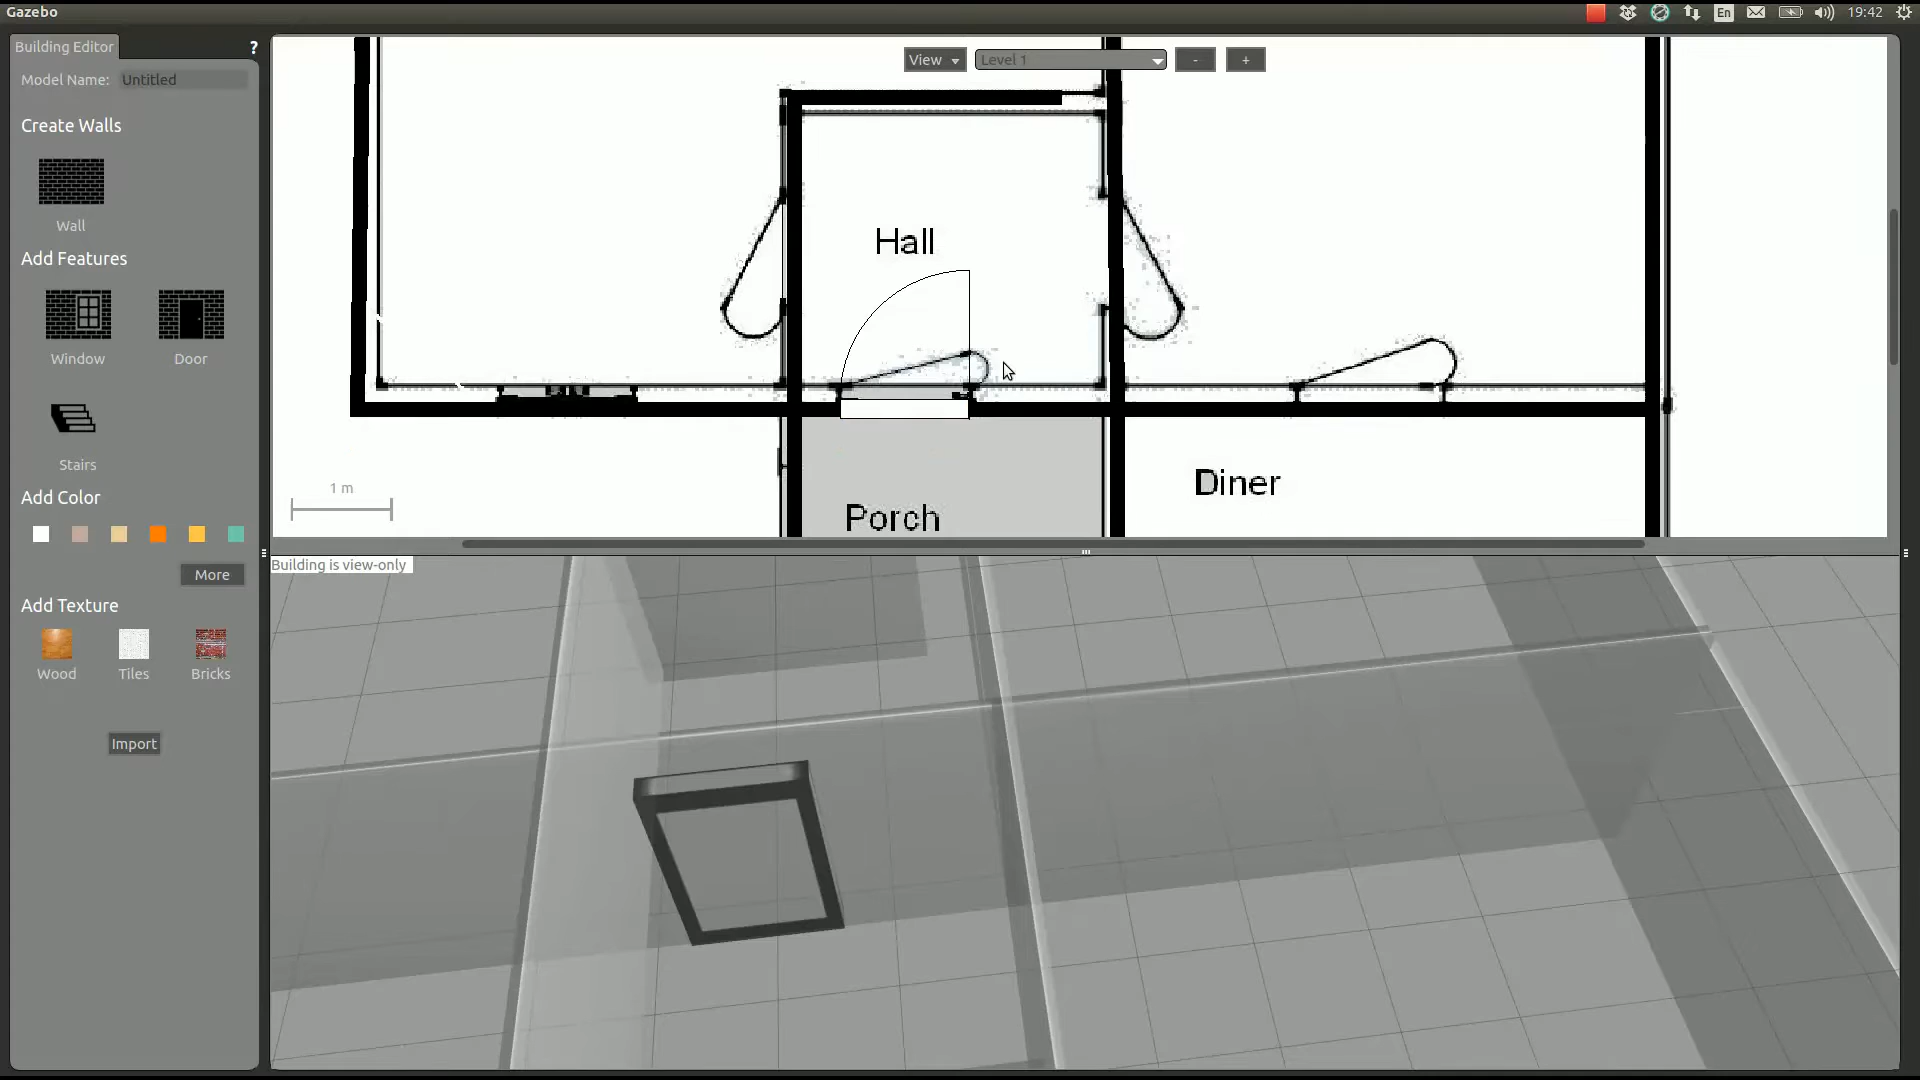 Gazebo
En
19:42
Building Editor
?
Model Name: Untitled
Create Walls
Wall
Add Features
Window
Door
Stairs
Add Color
More
Add Texture
Wood
Tiles
Bricks
Import
View
Level 1
-
+
Hall
Diner
Porch
1 m
Building is view-only